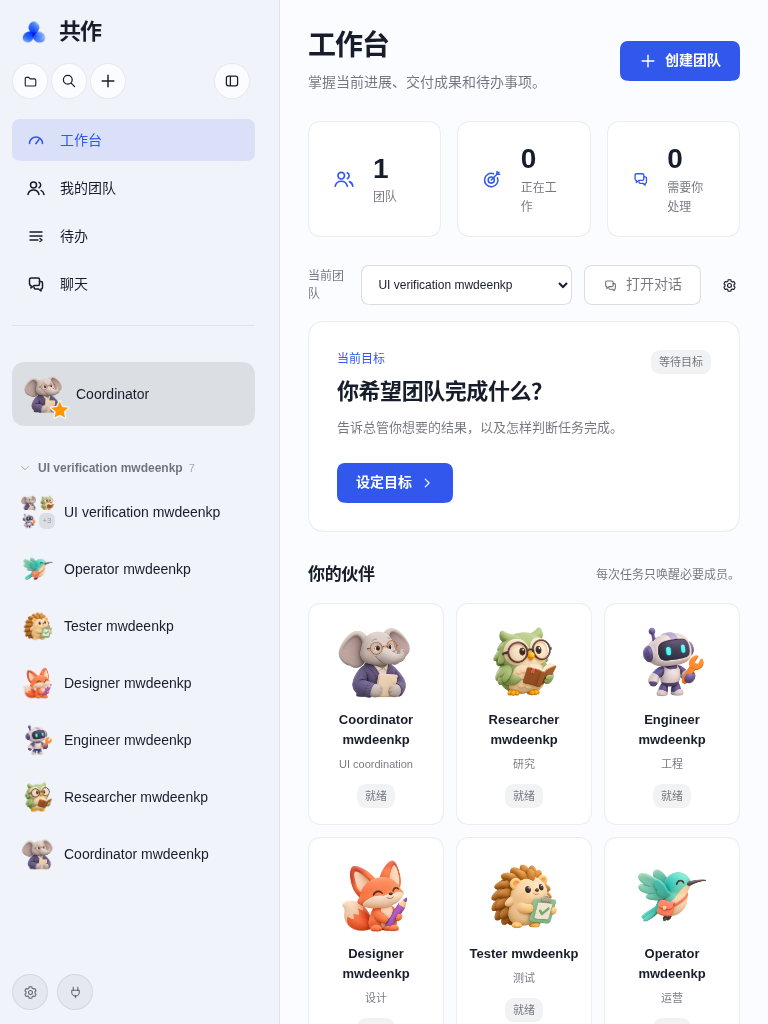 共作
工作台
我的团队
待办
聊天
Coordinator
UI verification mwdeenkp 7
+3
UI verification mwdeenkp
Operator mwdeenkp
Tester mwdeenkp
Designer mwdeenkp
Engineer mwdeenkp
Researcher mwdeenkp
Coordinator mwdeenkp
工作台
掌握当前进展、交付成果和待办事项。
创建团队
1
团队
0
正在工
作
0
需要你
处理
当前团
队
UI verification mwdeenkp
打开对话
当前目标
等待目标
你希望团队完成什么？
告诉总管你想要的结果，以及怎样判断任务完成。
设定目标
你的伙伴
每次任务只唤醒必要成员。
Coordinator
mwdeenkp
UI coordination
就绪
Researcher
mwdeenkp
研究
就绪
Engineer
mwdeenkp
工程
就绪
Designer
mwdeenkp
设计
Tester mwdeenkp
测试
就绪
Operator
mwdeenkp
运营